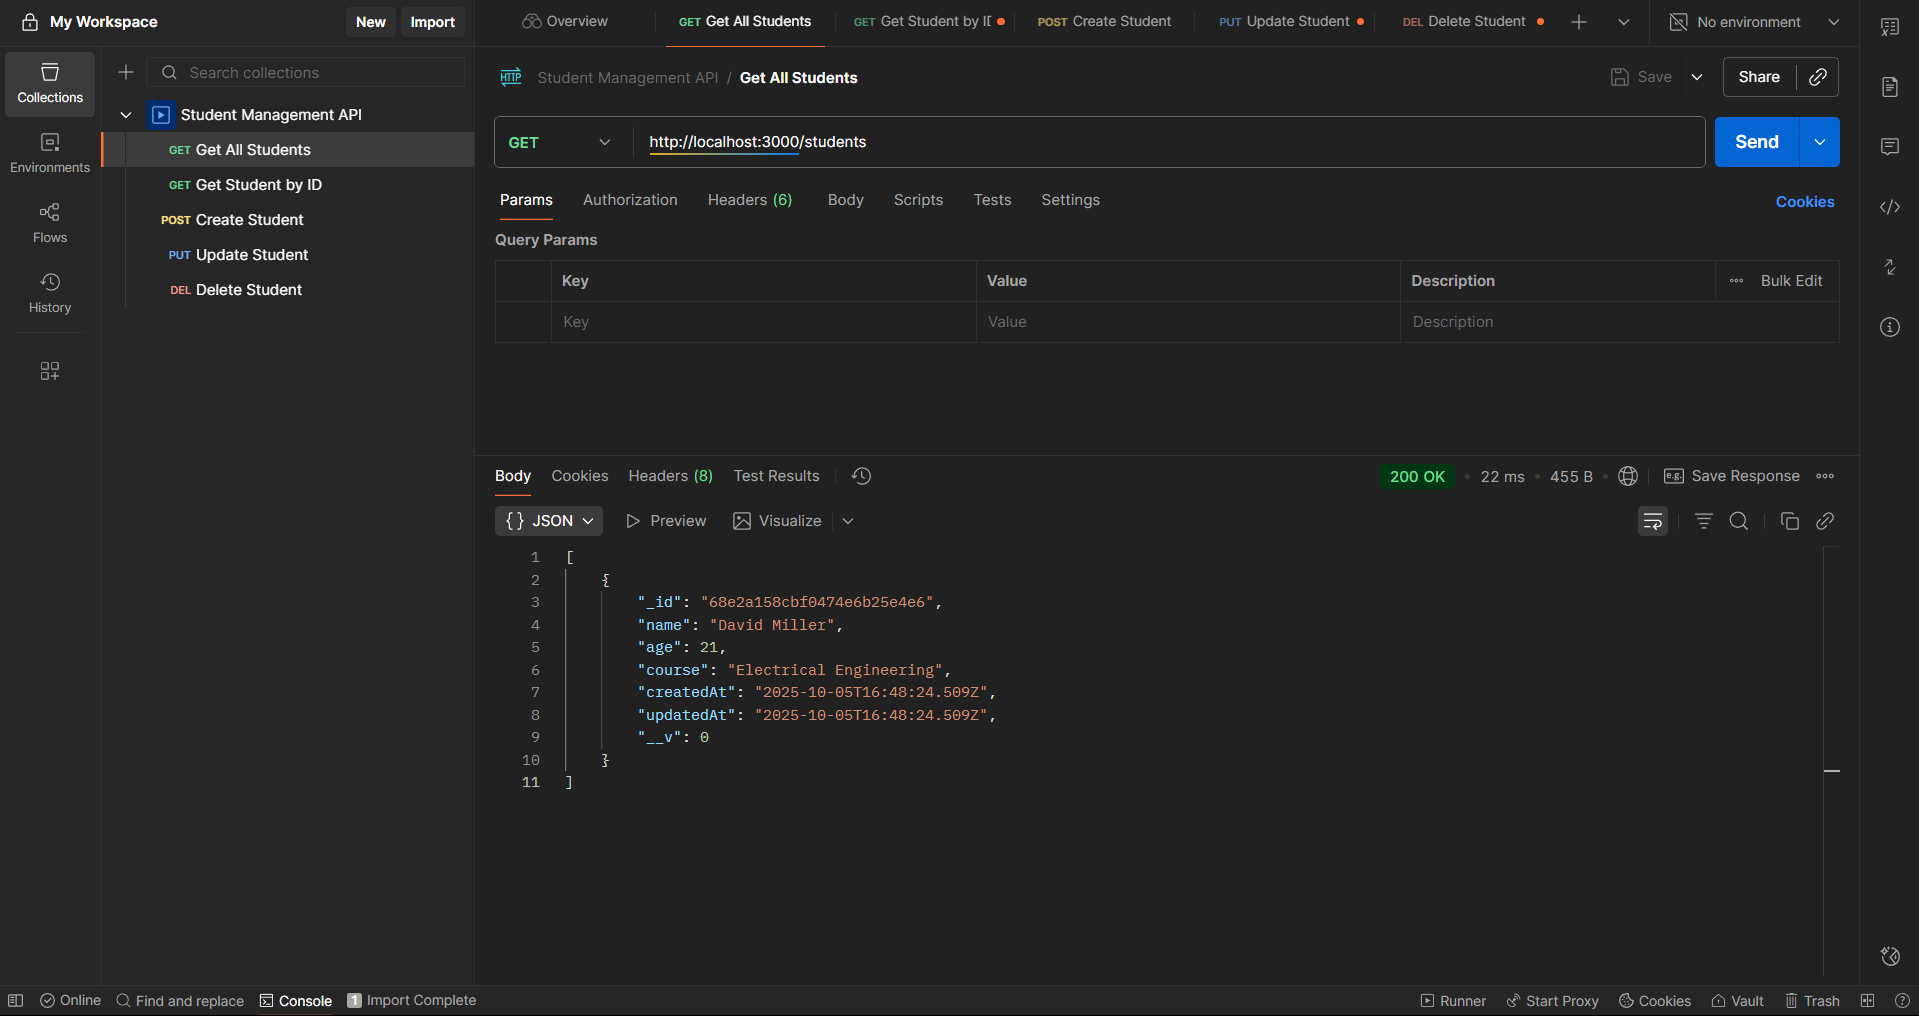 My Workspace
New
Import
Overview
GET Get All Students
GET Get Student by I
POST Create Student
PUT Update Student
DEL Delete Student
No environment
Collections
Environments
Flows
History
Search collections
Student Management API
GET Get All Students
GET Get Student by ID
POST Create Student
PUT Update Student
DEL Delete Student
HTTP Student Management API / Get All Students
Save
Share
GET
http://localhost:3000/students
Send
Params Authorization Headers (6) Body Scripts Tests Settings
Cookies
Query Params
Key Value Description Bulk Edit
Key Value Description
Body Cookies Headers (8) Test Results
200 OK • 22 ms • 455 B •
e.g. Save Response
{} JSON
Preview
Visualize
1 [
2 {
3 "_id": "68e2a158cbf0474e6b25e4e6",
4 "name": "David Miller",
5 "age": 21,
6 "course": "Electrical Engineering",
7 "createdAt": "2025-10-05T16:48:24.509Z",
8 "updatedAt": "2025-10-05T16:48:24.509Z",
9 "__v": 0
10 }
11 ]
Online Find and replace Console 1 Import Complete
Runner Start Proxy Cookies Vault Trash